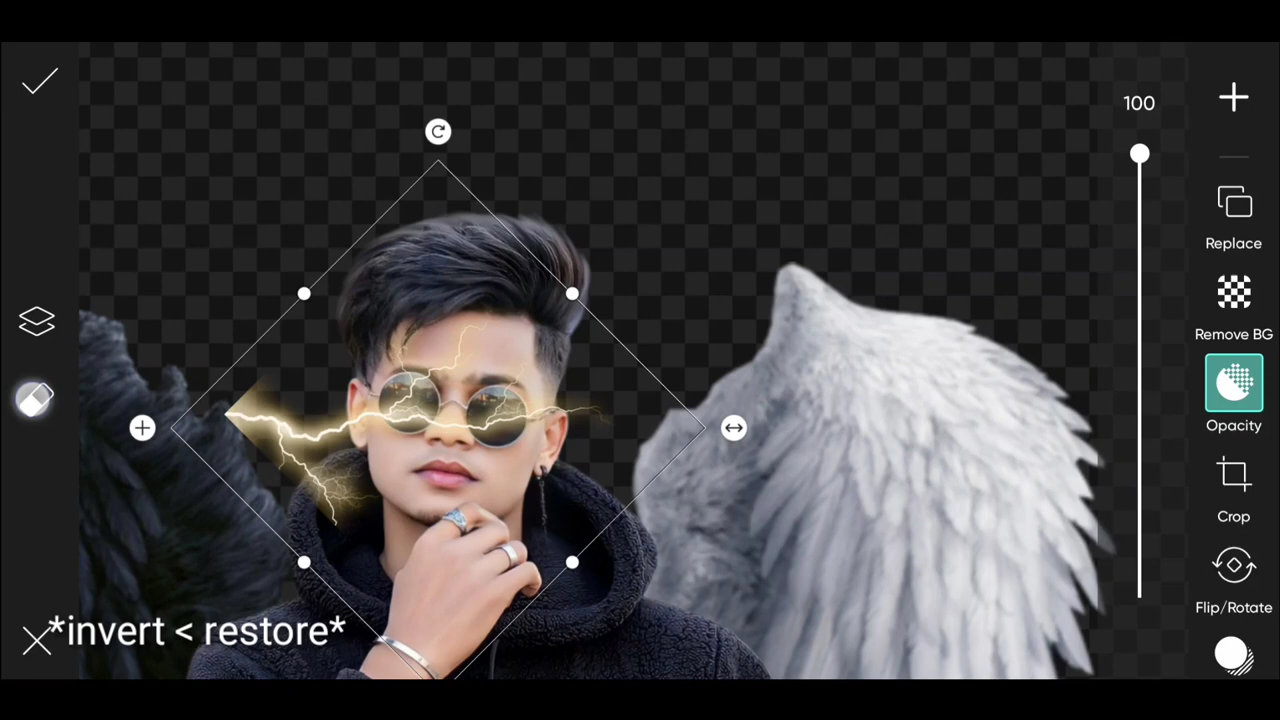 100
Replace
Remove BG
Opacity
Crop
Flip/Rotate
*invert < restore*